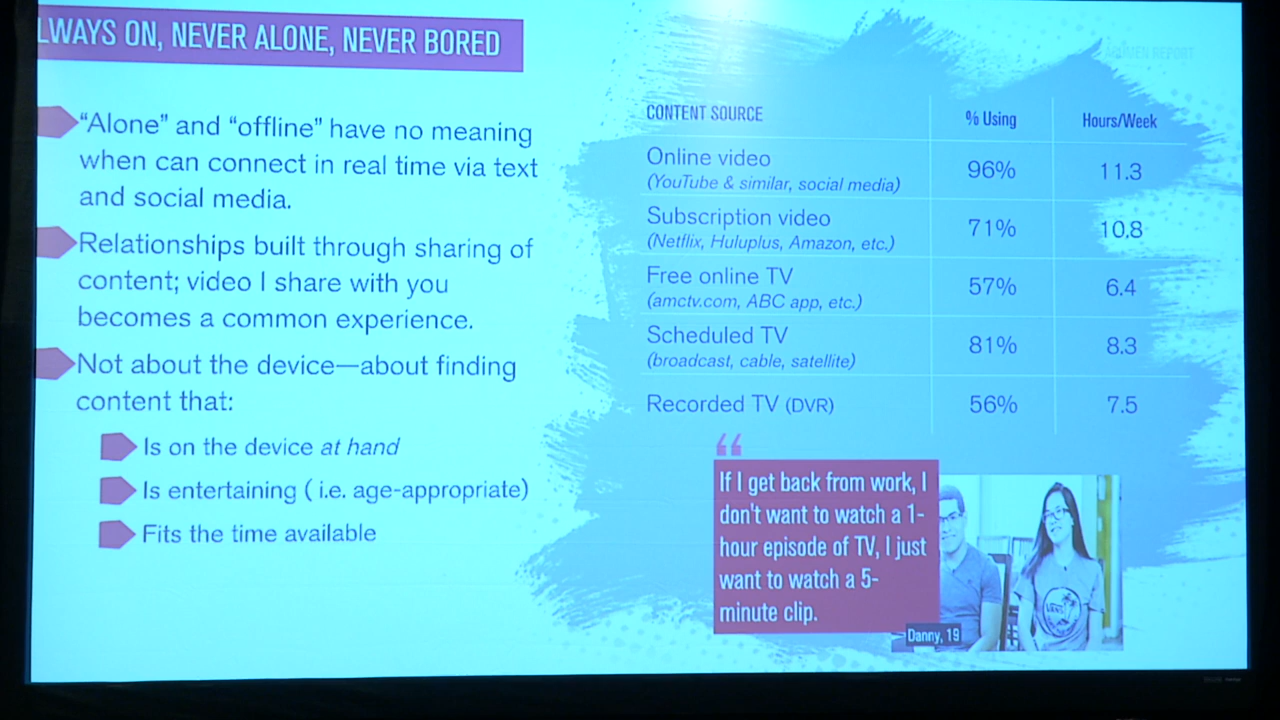 LWAYS ON, NEVER ALONE, NEVER BORED
“Alone” and “offline” have no meaning
when can connect in real time via text
and social media.
Relationships built through sharing of
content; video I share with you
becomes a common experience.
Not about the device—about finding
content that:
Is on the device at hand
Is entertaining ( i.e. age-appropriate)
Fits the time available
ACUMEN REPORT
CONTENT SOURCE % Using Hours/Week
Online video 96% 11.3
(YouTube & similar, social media)
Subscription video 71% 10.8
(Netflix, Huluplus, Amazon, etc.)
Free online TV 57% 6.4
(amctv.com, ABC app, etc.)
Scheduled TV 81% 8.3
(broadcast, cable, satellite)
Recorded TV (DVR) 56% 7.5
“
If I get back from work, I
don't want to watch a 1-
hour episode of TV, I just
want to watch a 5-
minute clip.
Danny, 19